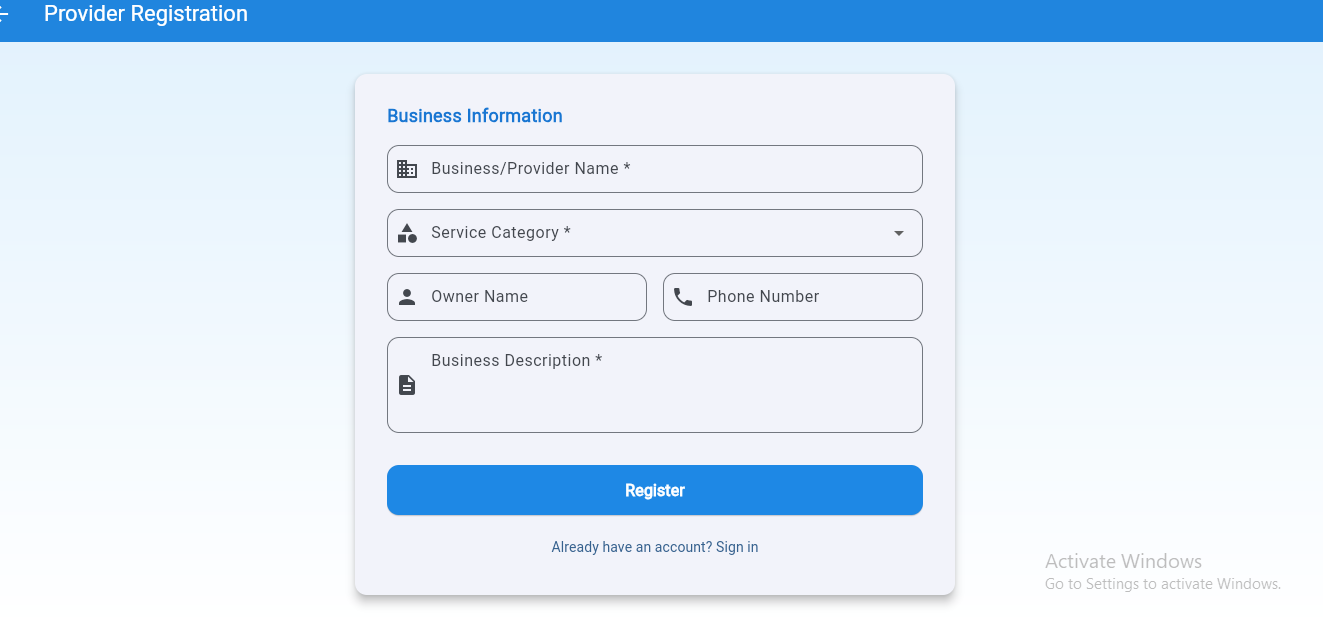 Provider Registration
Business Information
Business/Provider Name *
Service Category *
Owner Name
Phone Number
Business Description *
Register
Already have an account? Sign in
Activate Windows
Go to Settings to activate Windows.